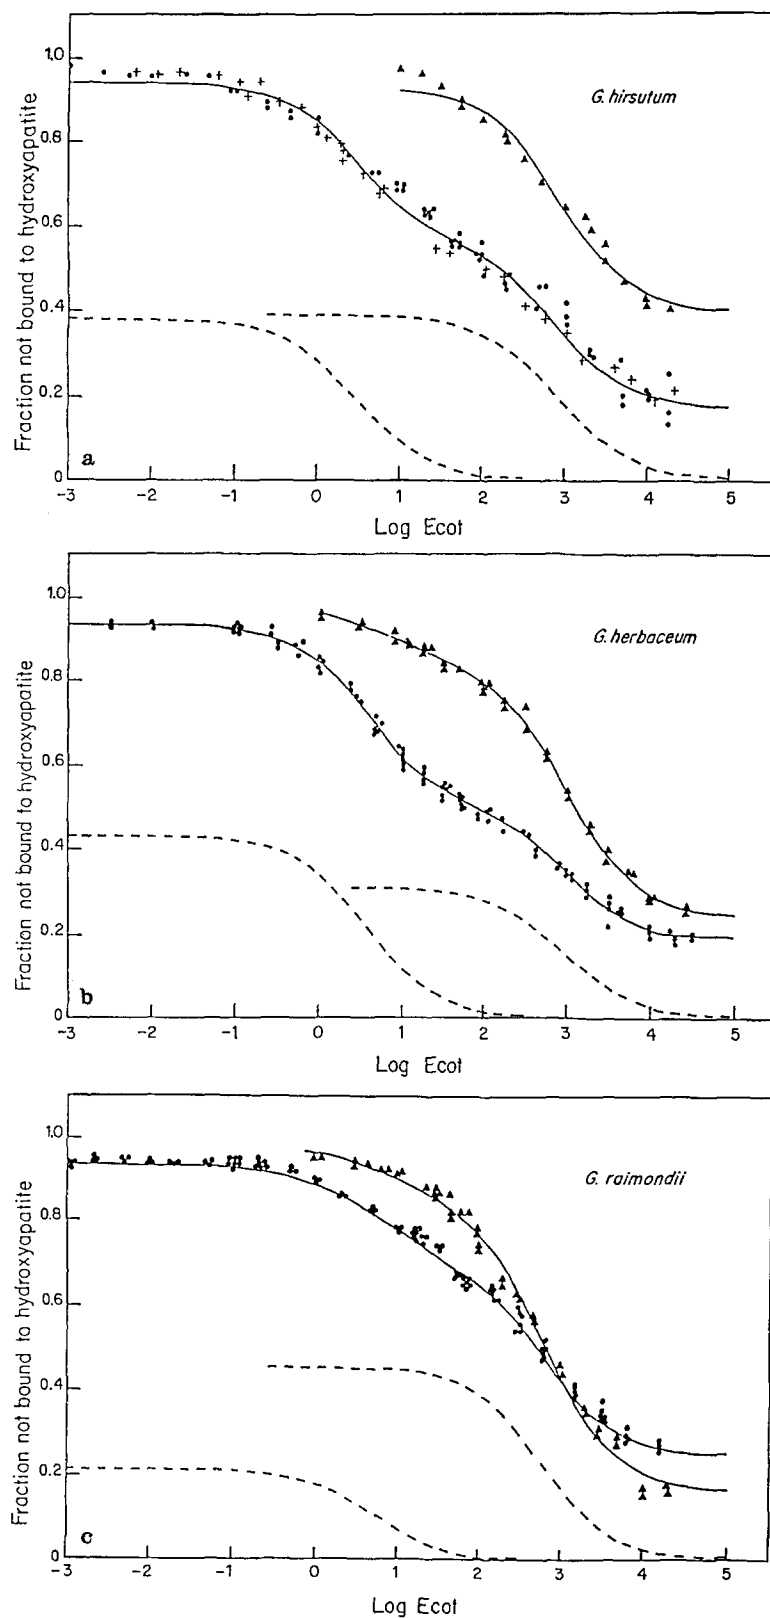 Fraction not bound to hydroxyapatite
1.0
0.8
0.6
0.4
0.2
0
G. hirsutum
a
-3 -2 -1 0 1 2 3 4 5
Log Ecot
Fraction not bound to hydroxyapatite
1.0
0.8
0.6
0.4
0.2
0
G. herbaceum
b
-3 -2 -1 0 1 2 3 4 5
Log Ecot
Fraction not bound to hydroxyapatite
1.0
0.8
0.6
0.4
0.2
0
G. raimondii
c
-3 -2 -1 0 1 2 3 4 5
Log Ecot